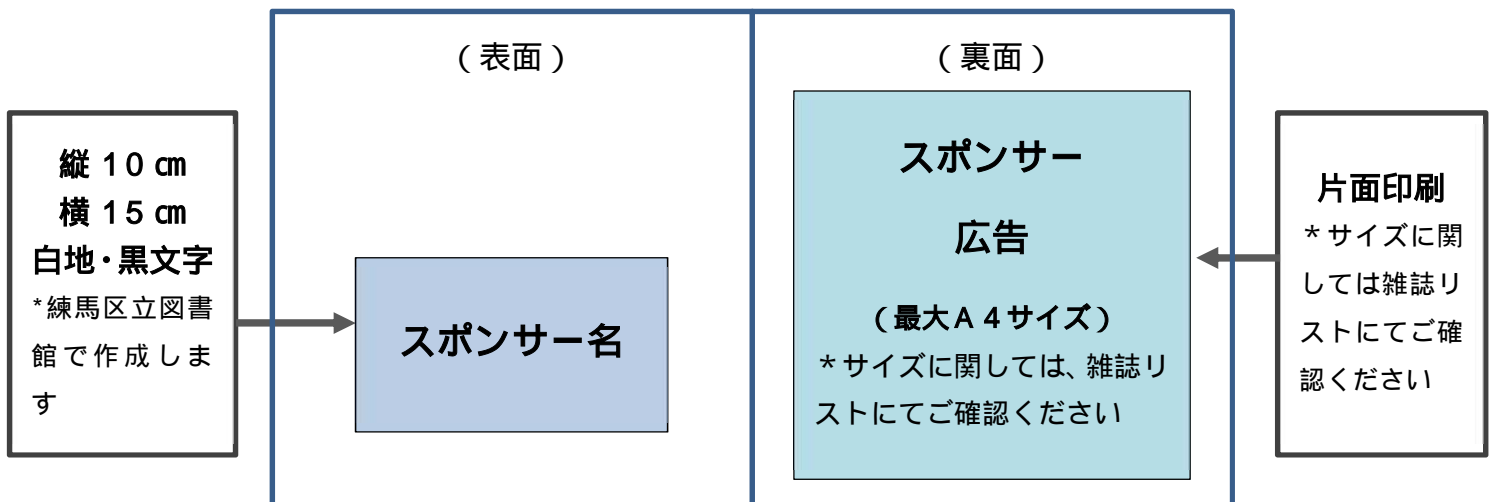 (表面)
(裏面)
縦10㎝
横15㎝
白地・黒文字
*練馬区立図書
館で作成しま
す
スポンサー名
スポンサー
広告
(最大A4サイズ)
*サイズに関しては、雑誌リ
ストにてご確認ください
片面印刷
*サイズに関
しては雑誌リ
ストにてご確
認ください